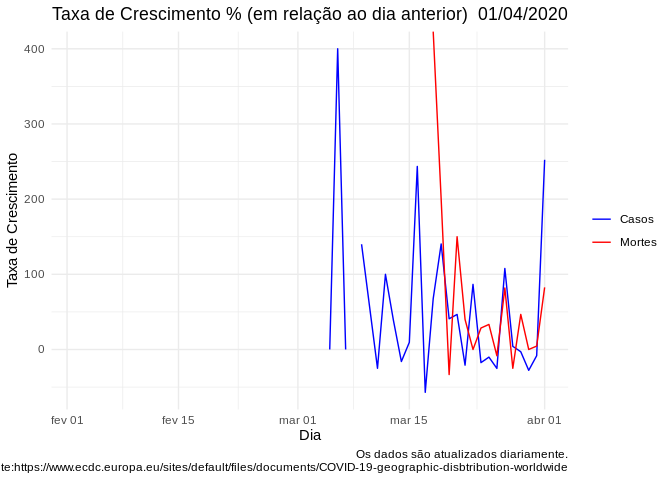 Taxa de Crescimento % (em relação ao dia anterior)  01/04/2020
400
300
200
100
0
Taxa de Crescimento
fev 01
fev 15
mar 01
mar 15
abr 01
Dia
Casos
Mortes
Os dados são atualizados diariamente.
te:https://www.ecdc.europa.eu/sites/default/files/documents/COVID-19-geographic-disbtribution-worldwide